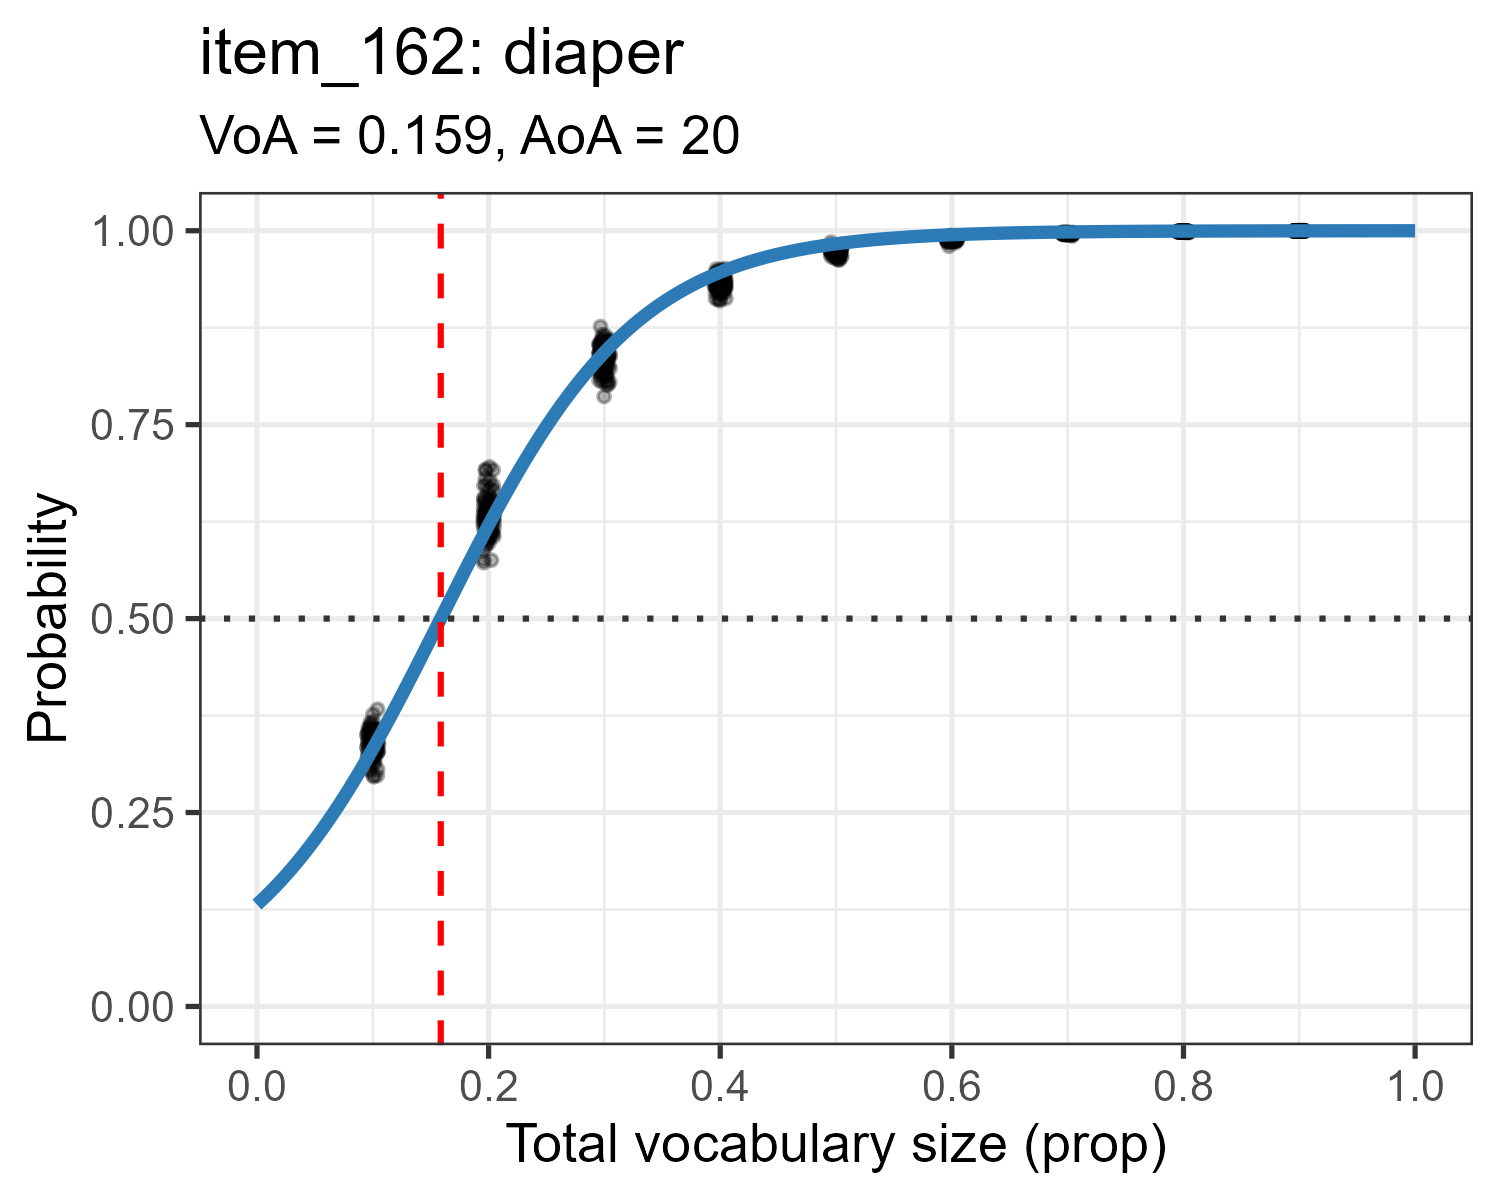 item_162: diaper
VoA = 0.159, AoA = 20
Probability
1.00
0.75
0.50
0.25
0.00
0.0 0.2 0.4 0.6 0.8 1.0
Total vocabulary size (prop)